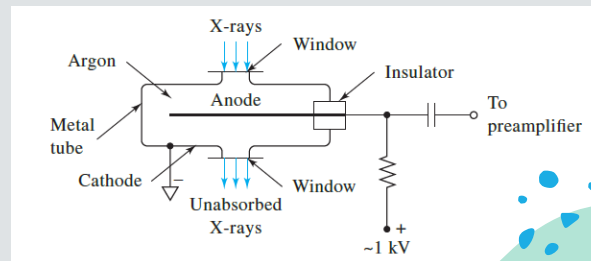 X-rays
Window
Argon
Insulator
Anode
To
preamplifier
Metal
tube
Cathode
Window
Unabsorbed
X-rays
+
~1 kV